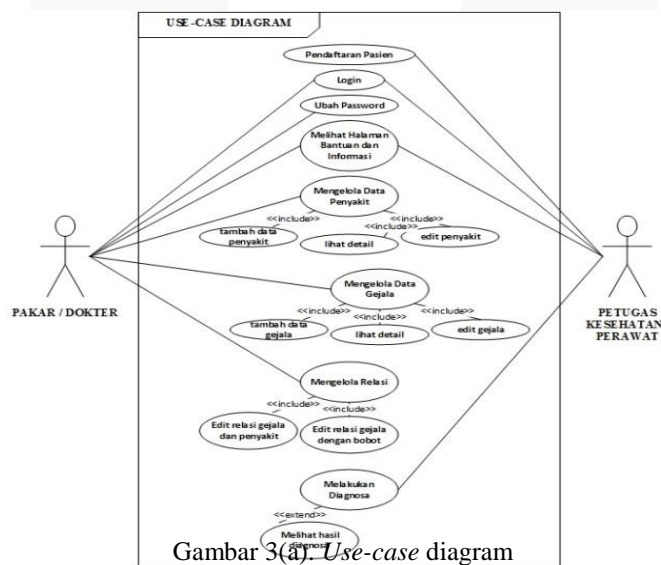 USE-CASE DIAGRAM
Pendaftaran Pasien
Login
Ubah Password
Melihat Halaman
Bantuan dan
Informasi
Mengelola Data
Penyakit
<<include>>
<<include>>
<<include>>
tambah data
penyakit
lihat detail
edit penyakit
PAKAR / DOKTER
PETUGAS
KESEHATAN
PERAWAT
Mengelola Data
Gejala
<<include>>
<<include>>
<<include>>
tambah data
gejala
lihat detail
edit gejala
Mengelola Relasi
<<include>>
<<include>>
Edit relasi gejala
dan penyakit
Edit relasi gejala
dengan bobot
Melakukan
Diagnosa
<<extend>>
Melihat hasil
diagnosa
Gambar 3(a). Use-case diagram